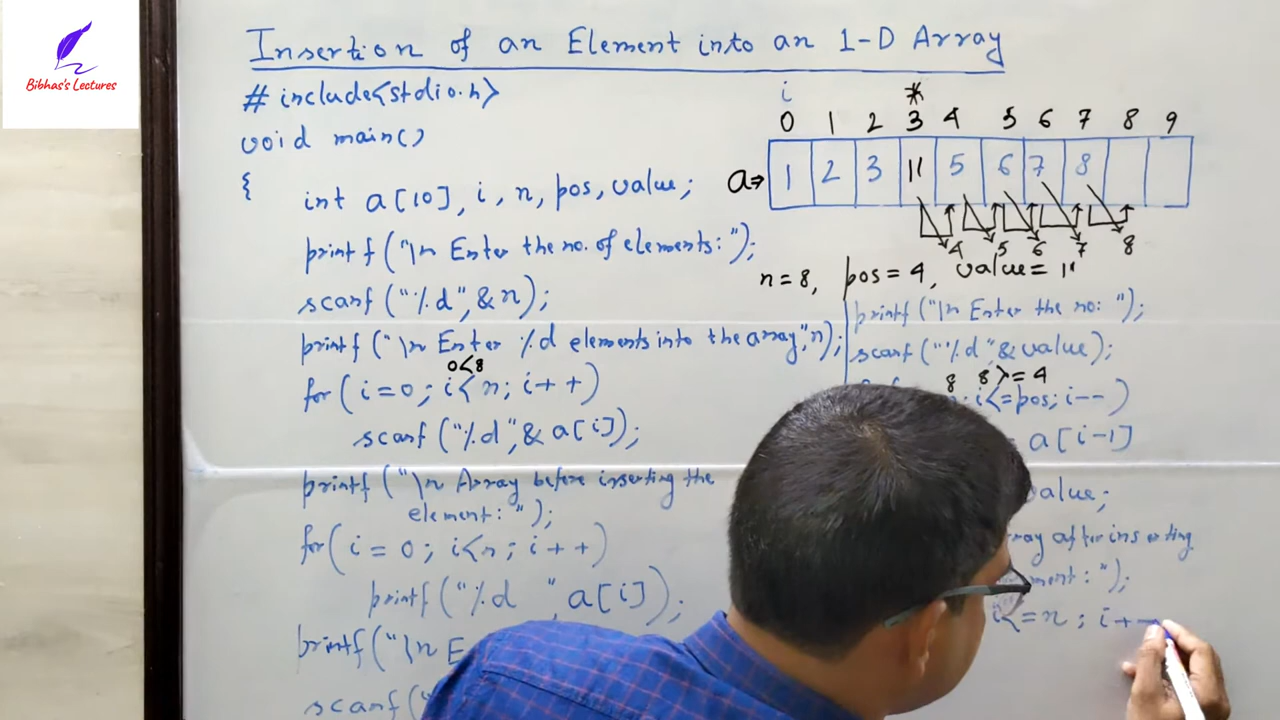 Bibhas's Lectures
Insertion of an Element into an 1-D Array
# include<stdio.h>
void main()
{
int a[10], i, n, pos, value;
printf("\n Enter the no. of elements: ");
scanf("%d",&n);
printf("\n Enter %d elements into the array",n);
0<8
for(i=0; i<n; i++)
scanf("%d",&a[i]);
printf("\n Array before inserting the
element: ");
for(i=0; i<n; i++)
printf("%d ",a[i]);
printf("\n E
scanf(
i
*
0 1 2 3 4 5 6 7 8 9
a⇒ 1 2 3 11 5 6 7 8
4 5 6 7 8
n=8, pos=4, value=11
printf("\n Enter the no: ");
scanf("%d",&value);
8 8>=4
i<=pos; i--)
= a[i-1]
value;
after inserting
: ");
i<=n; i+